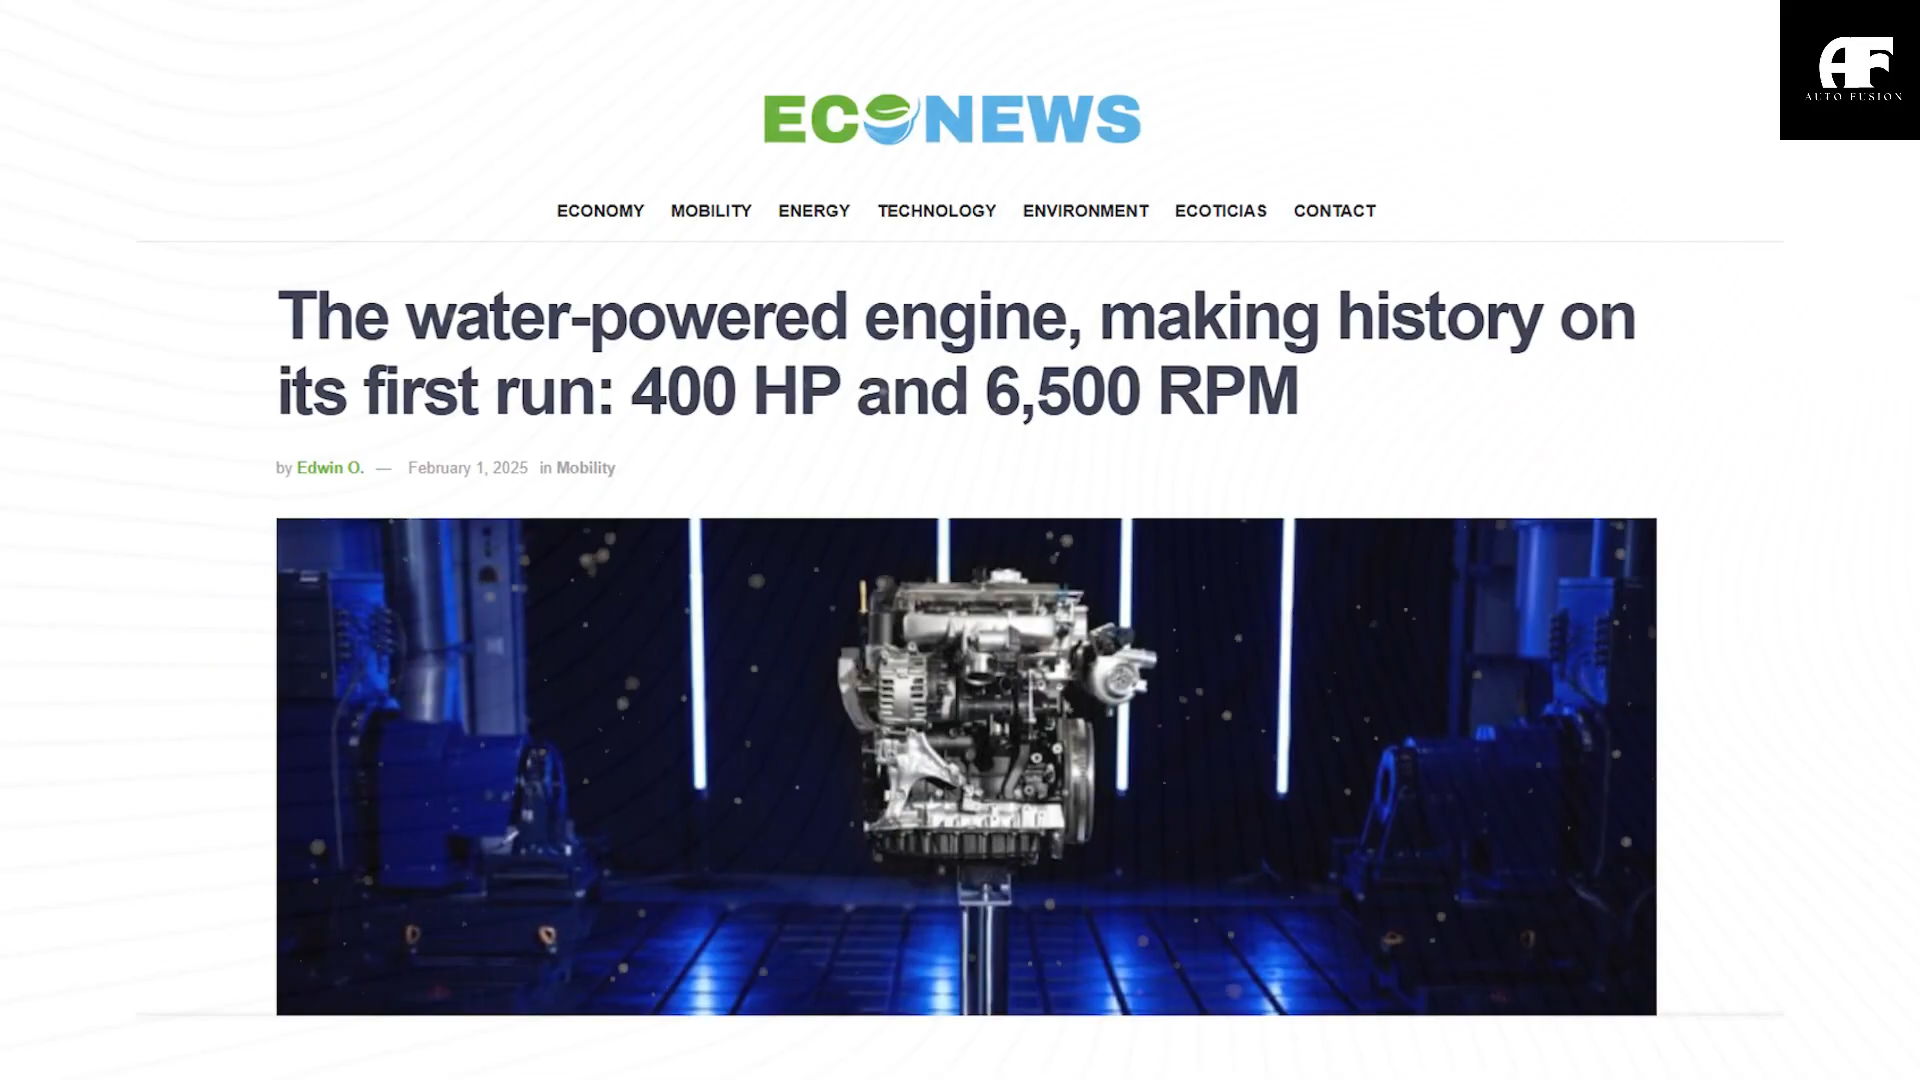 AF
AUTO FUSION
ECONEWS
ECONOMY MOBILITY ENERGY TECHNOLOGY ENVIRONMENT ECOTICIAS CONTACT
The water-powered engine, making history on
its first run: 400 HP and 6,500 RPM
by Edwin O. — February 1, 2025 in Mobility